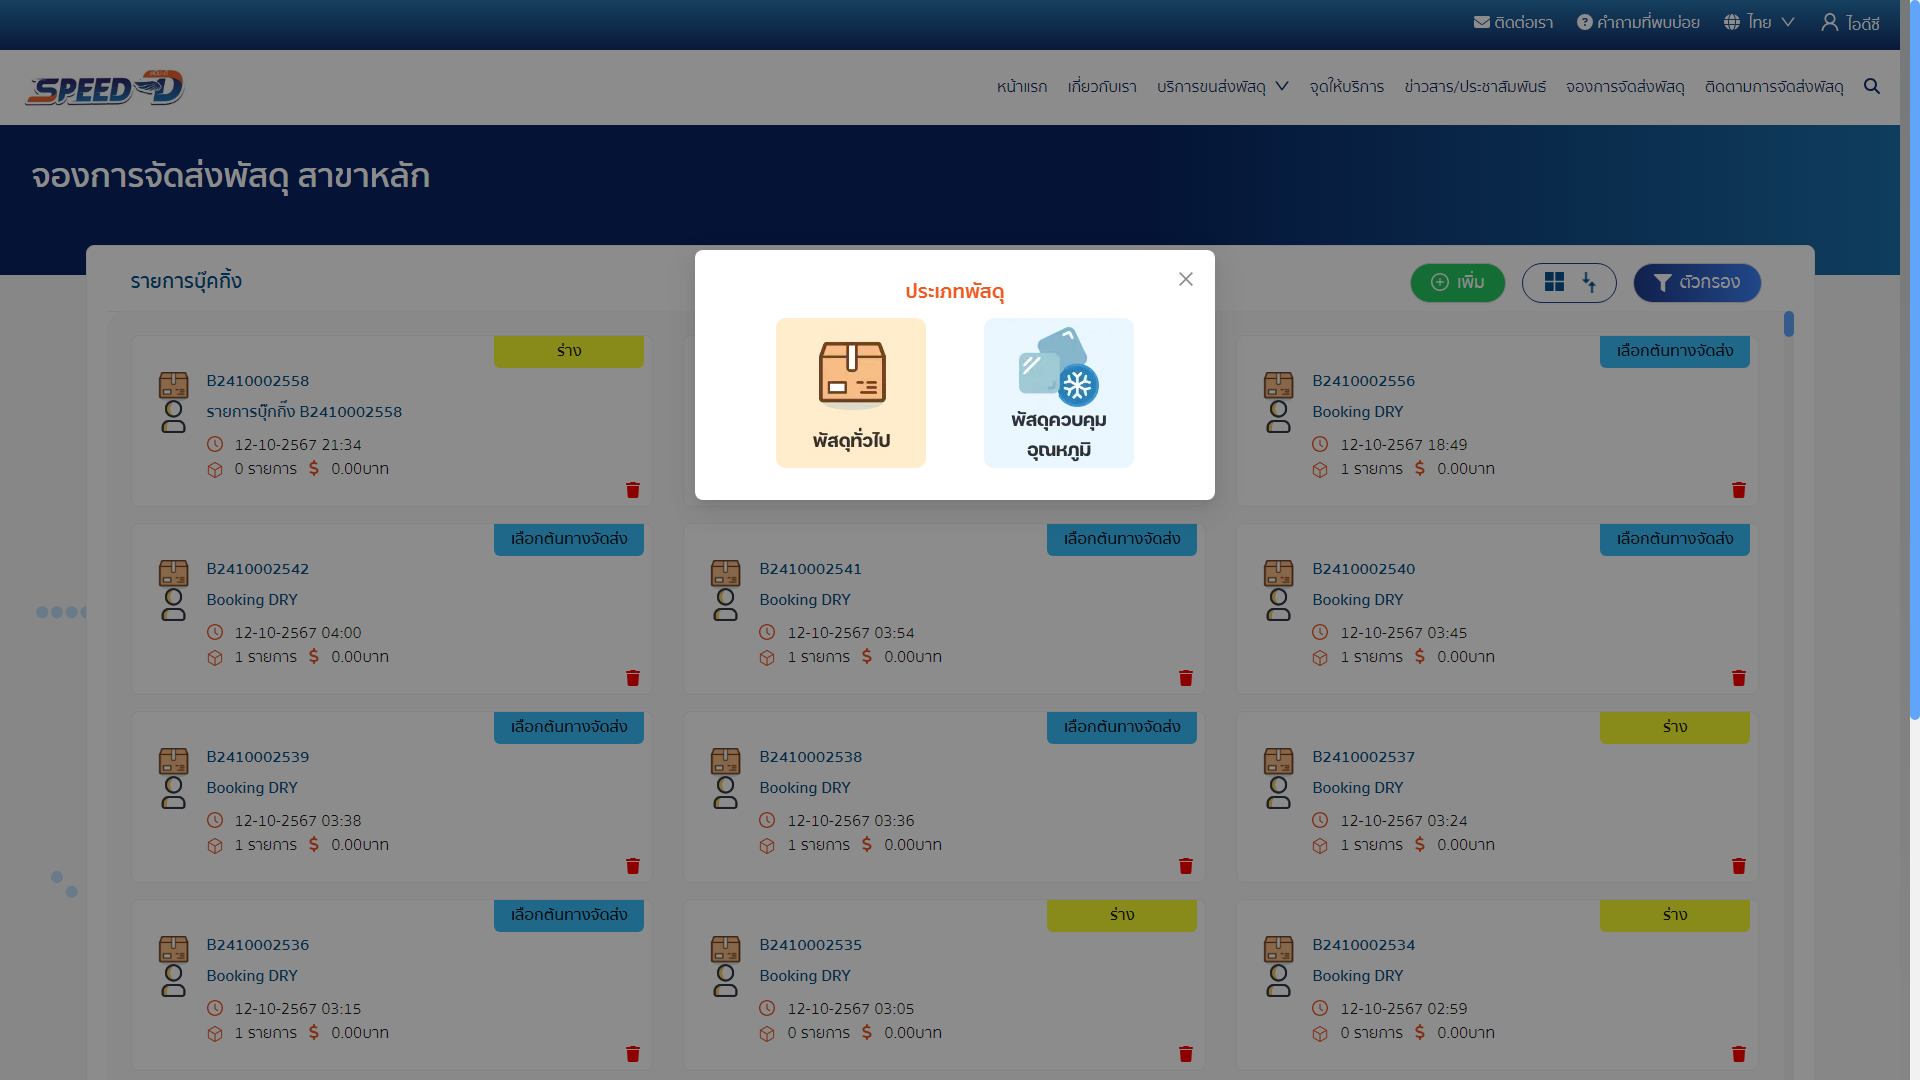 ติดต่อเรา คำถามที่พบบ่อย ไทย ไอดีซี
SPEED D
หน้าแรก เกี่ยวกับเรา บริการขนส่งพัสดุ จุดให้บริการ ข่าวสาร/ประชาสัมพันธ์ จองการจัดส่งพัสดุ ติดตามการจัดส่งพัสดุ
จองการจัดส่งพัสดุ สาขาหลัก
รายการบุ๊คกิ้ง
เพิ่ม
ตัวกรอง
ประเภทพัสดุ
พัสดุทั่วไป
พัสดุควบคุม
อุณหภูมิ
ร่าง
B2410002558
รายการบุ๊กกิ๊ง B2410002558
12-10-2567 21:34
0 รายการ $ 0.00บาท
เลือกต้นทางจัดส่ง
B2410002556
Booking DRY
12-10-2567 18:49
1 รายการ $ 0.00บาท
เลือกต้นทางจัดส่ง
B2410002542
Booking DRY
12-10-2567 04:00
1 รายการ $ 0.00บาท
เลือกต้นทางจัดส่ง
B2410002541
Booking DRY
12-10-2567 03:54
1 รายการ $ 0.00บาท
เลือกต้นทางจัดส่ง
B2410002540
Booking DRY
12-10-2567 03:45
1 รายการ $ 0.00บาท
เลือกต้นทางจัดส่ง
B2410002539
Booking DRY
12-10-2567 03:38
1 รายการ $ 0.00บาท
เลือกต้นทางจัดส่ง
B2410002538
Booking DRY
12-10-2567 03:36
1 รายการ $ 0.00บาท
ร่าง
B2410002537
Booking DRY
12-10-2567 03:24
1 รายการ $ 0.00บาท
เลือกต้นทางจัดส่ง
B2410002536
Booking DRY
12-10-2567 03:15
1 รายการ $ 0.00บาท
ร่าง
B2410002535
Booking DRY
12-10-2567 03:05
0 รายการ $ 0.00บาท
ร่าง
B2410002534
Booking DRY
12-10-2567 02:59
0 รายการ $ 0.00บาท